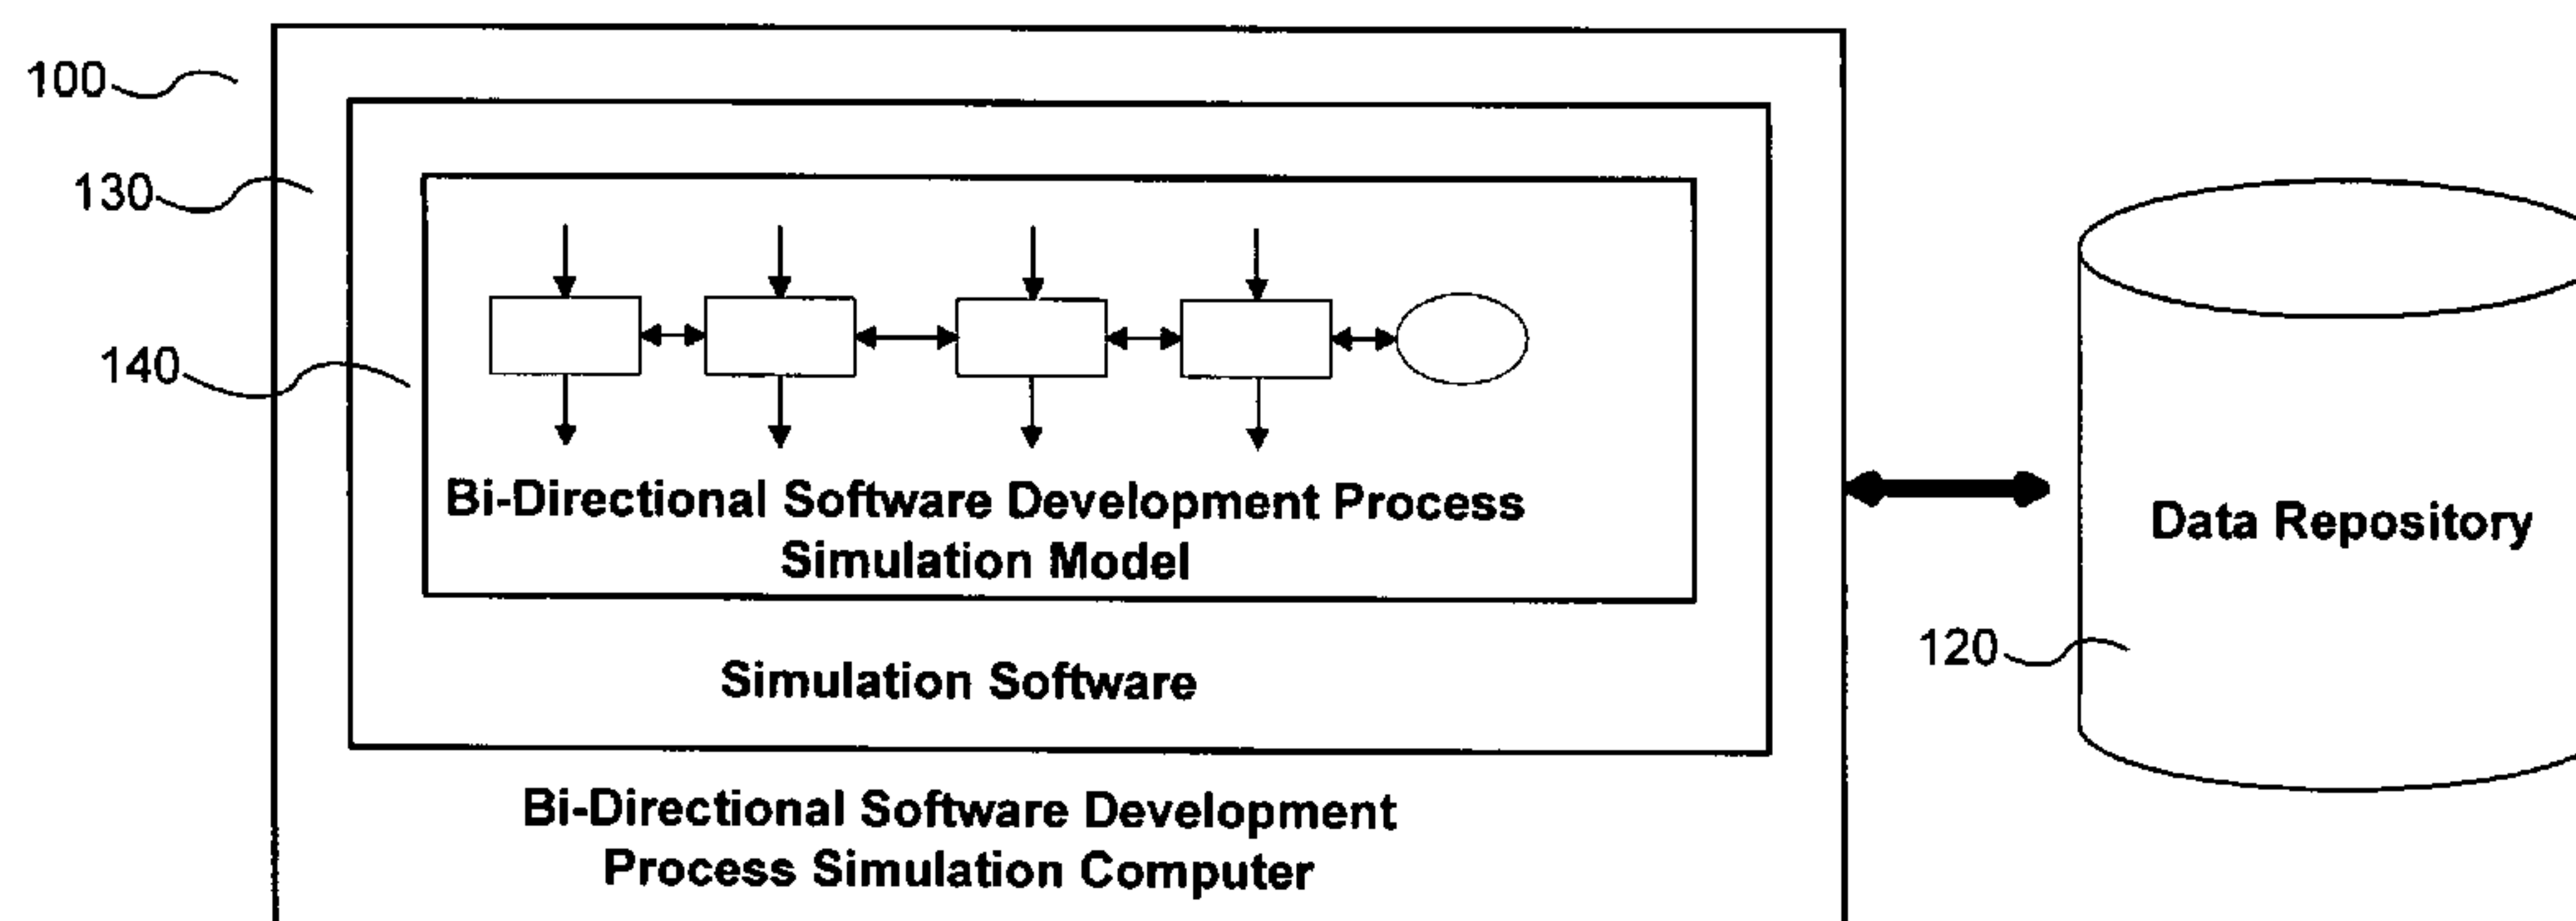 100
130
140
Bi-Directional Software Development Process
Simulation Model
Simulation Software
Bi-Directional Software Development
Process Simulation Computer
Data Repository
120